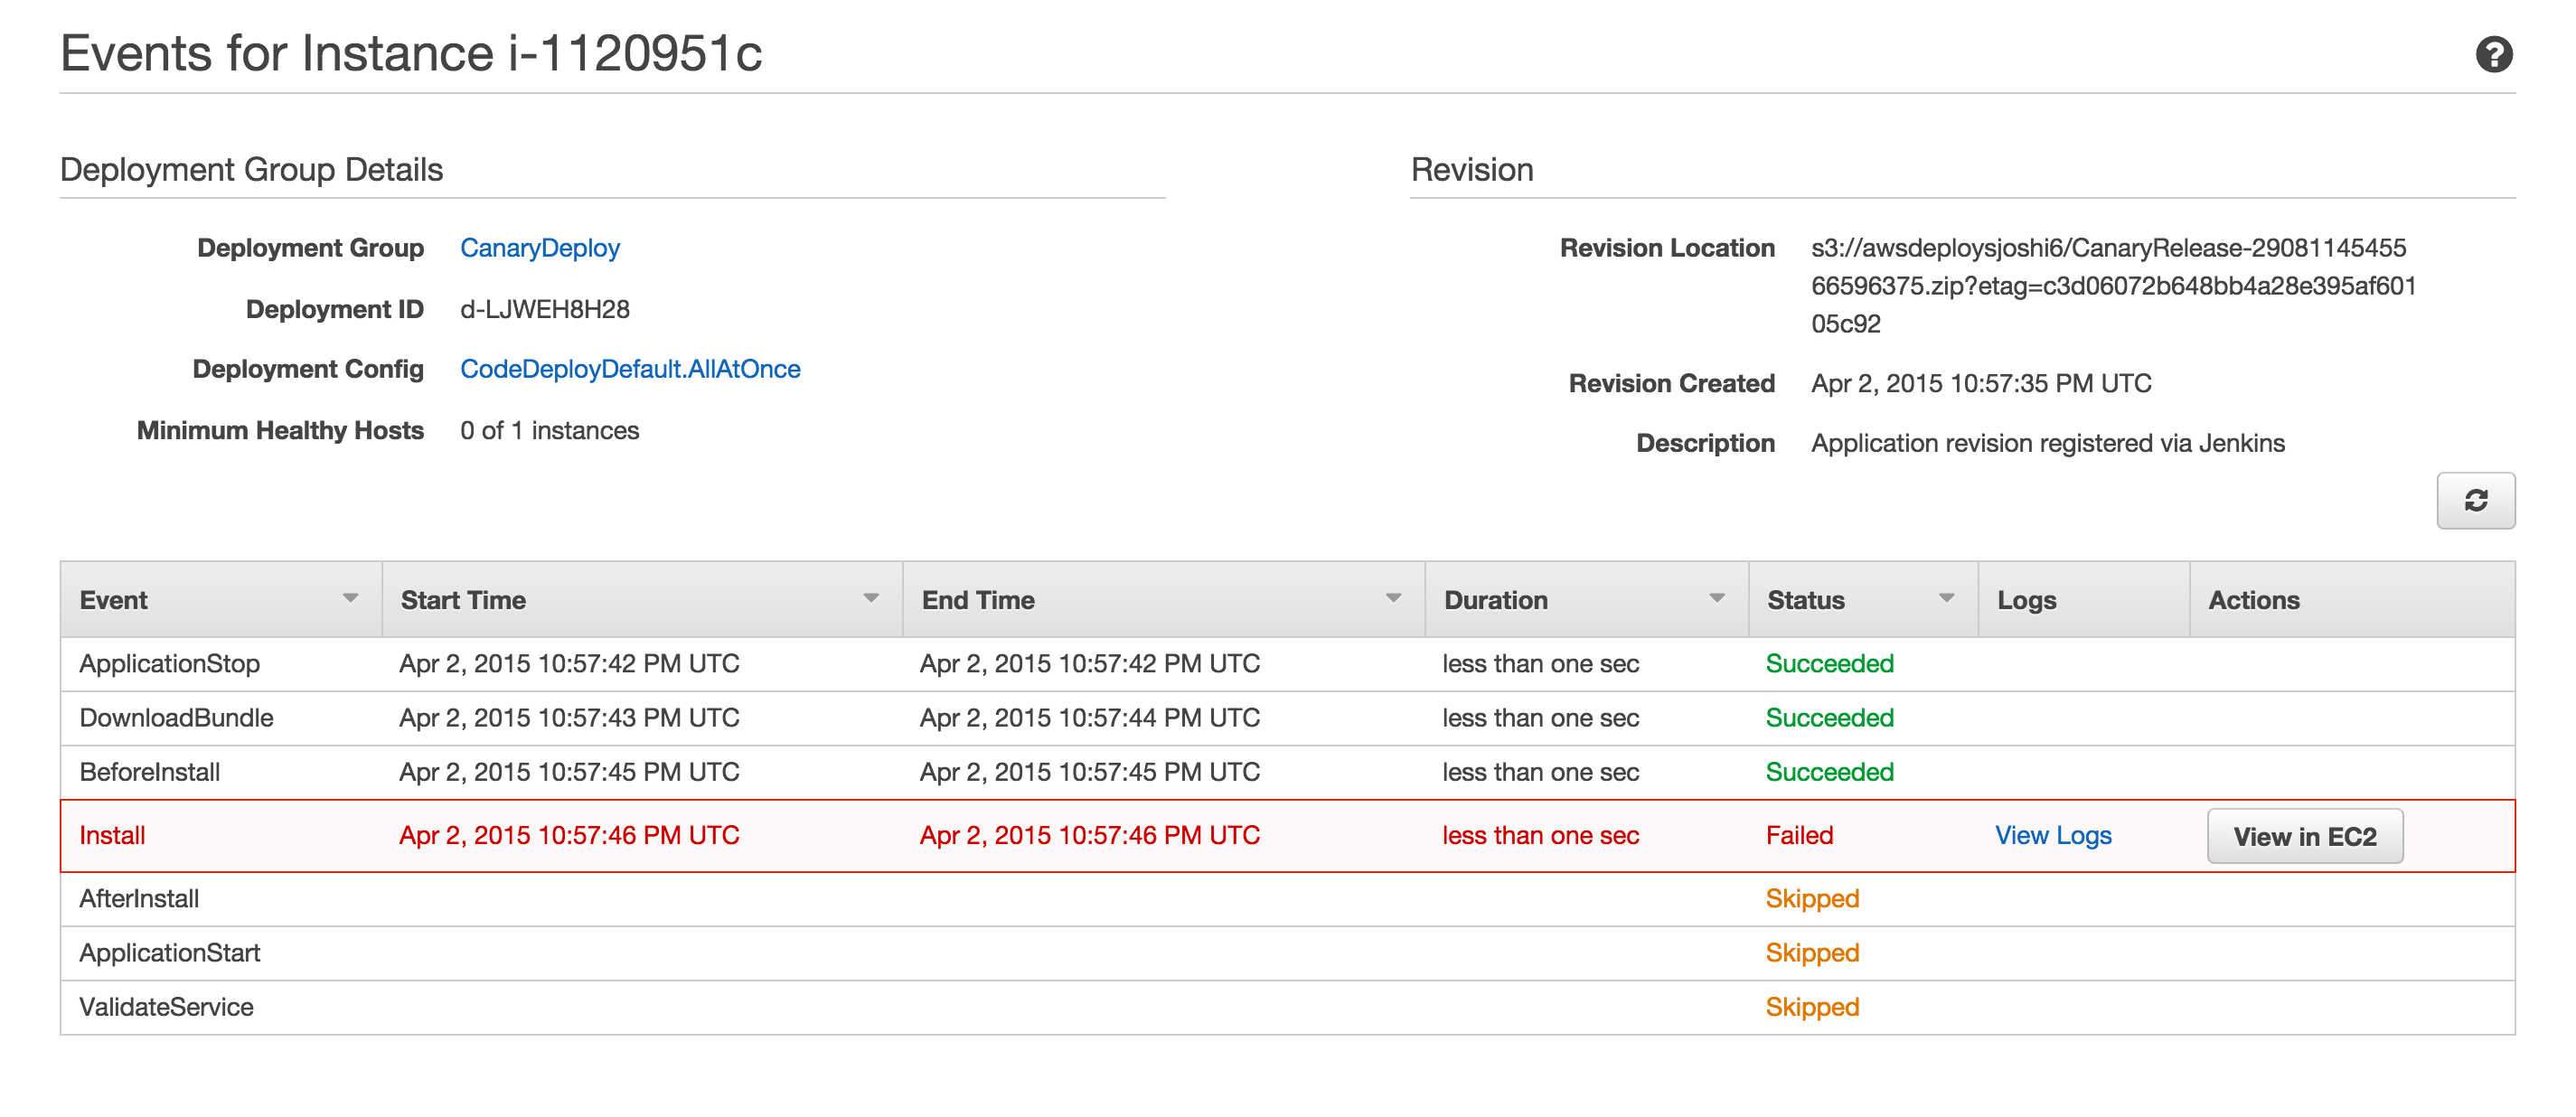 Events for Instance i-1120951c
Deployment Group Details
Deployment Group CanaryDeploy
Deployment ID d-LJWEH8H28
Deployment Config CodeDeployDefault.AllAtOnce
Minimum Healthy Hosts 0 of 1 instances
Revision
Revision Location s3://awsdeploysjoshi6/CanaryRelease-29081145455
66596375.zip?etag=c3d06072b648bb4a28e395af601
05c92
Revision Created Apr 2, 2015 10:57:35 PM UTC
Description Application revision registered via Jenkins
Event Start Time End Time Duration Status Logs Actions
ApplicationStop Apr 2, 2015 10:57:42 PM UTC Apr 2, 2015 10:57:42 PM UTC less than one sec Succeeded
DownloadBundle Apr 2, 2015 10:57:43 PM UTC Apr 2, 2015 10:57:44 PM UTC less than one sec Succeeded
BeforeInstall Apr 2, 2015 10:57:45 PM UTC Apr 2, 2015 10:57:45 PM UTC less than one sec Succeeded
Install Apr 2, 2015 10:57:46 PM UTC Apr 2, 2015 10:57:46 PM UTC less than one sec Failed View Logs View in EC2
AfterInstall Skipped
ApplicationStart Skipped
ValidateService Skipped